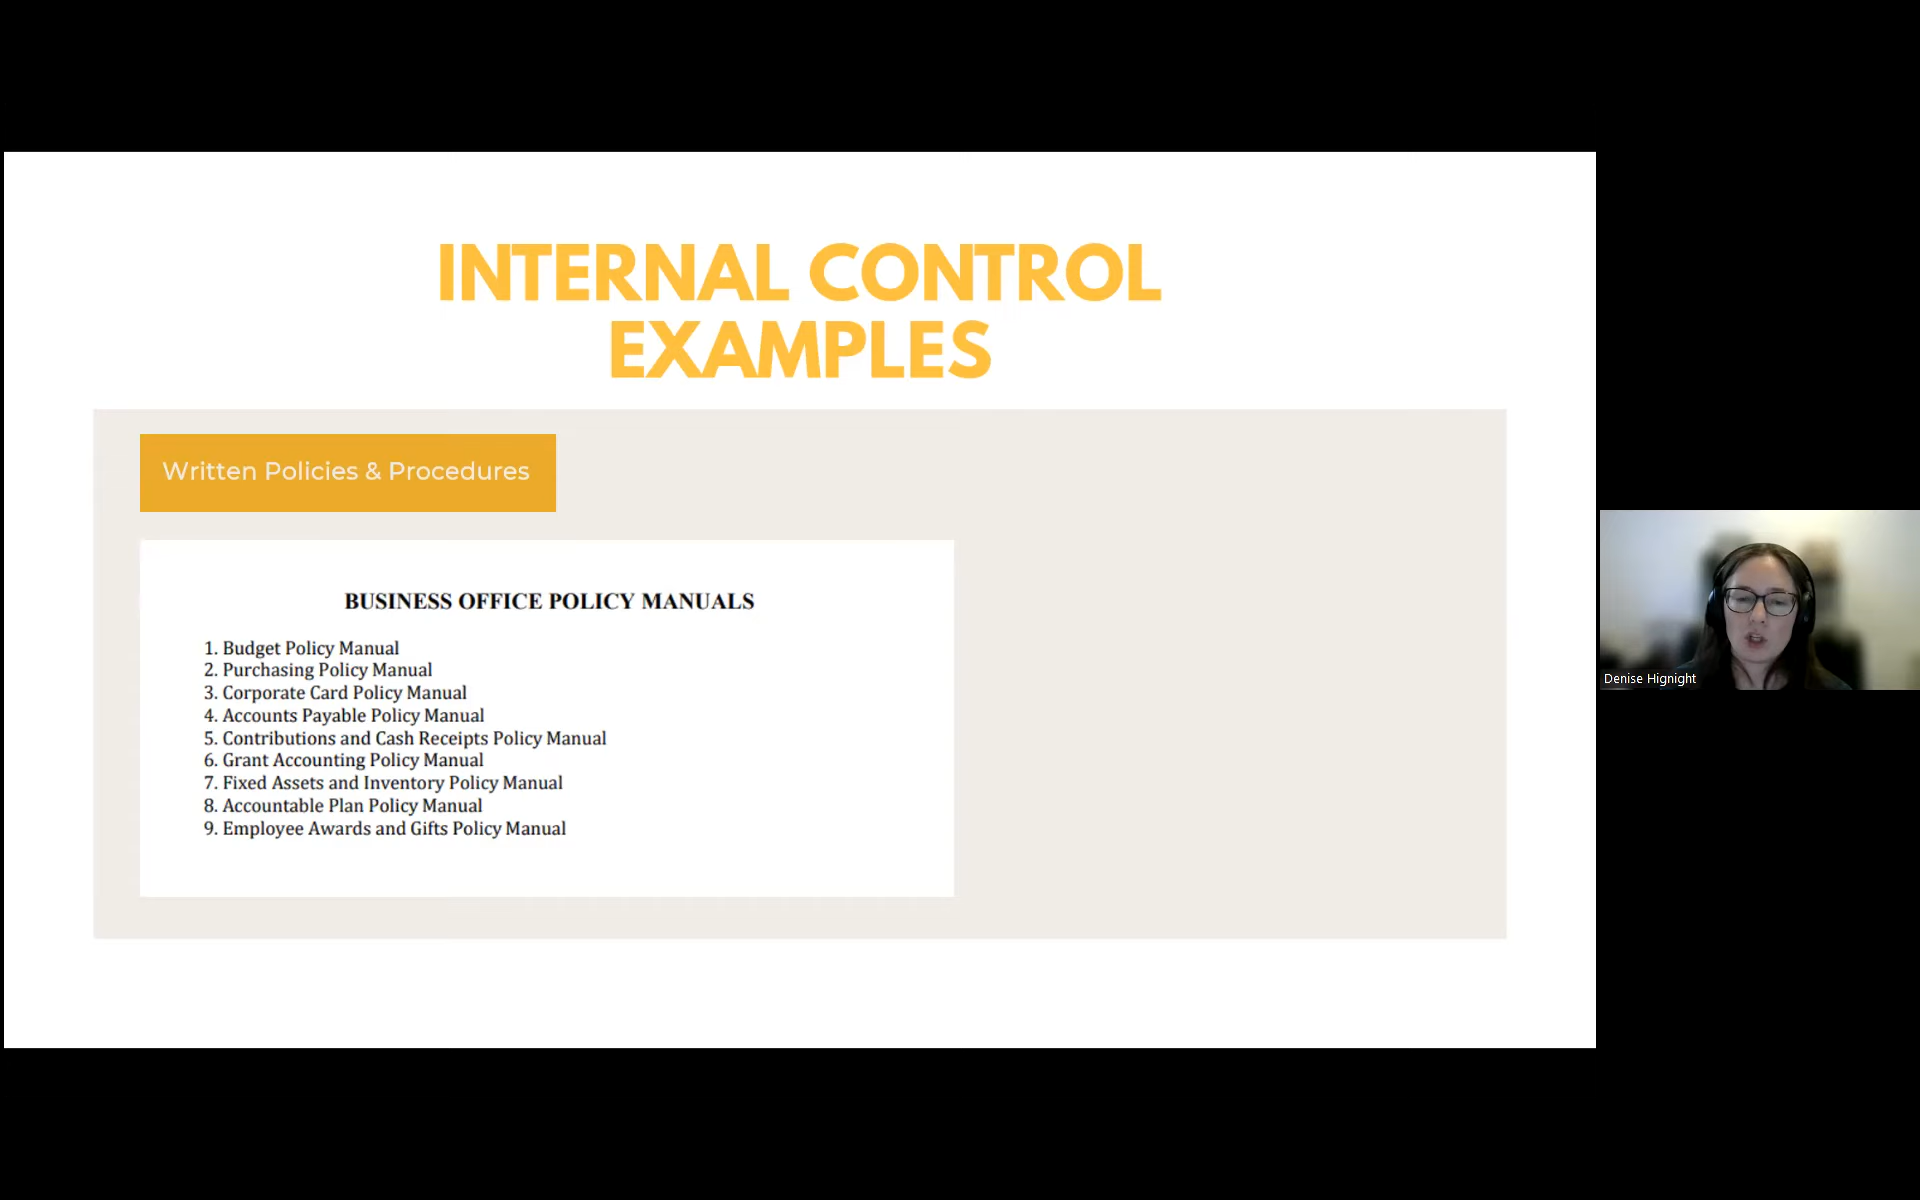 INTERNAL CONTROL
EXAMPLES
Written Policies & Procedures
BUSINESS OFFICE POLICY MANUALS
1. Budget Policy Manual
2. Purchasing Policy Manual
3. Corporate Card Policy Manual
4. Accounts Payable Policy Manual
5. Contributions and Cash Receipts Policy Manual
6. Grant Accounting Policy Manual
7. Fixed Assets and Inventory Policy Manual
8. Accountable Plan Policy Manual
9. Employee Awards and Gifts Policy Manual
Denise Hignight